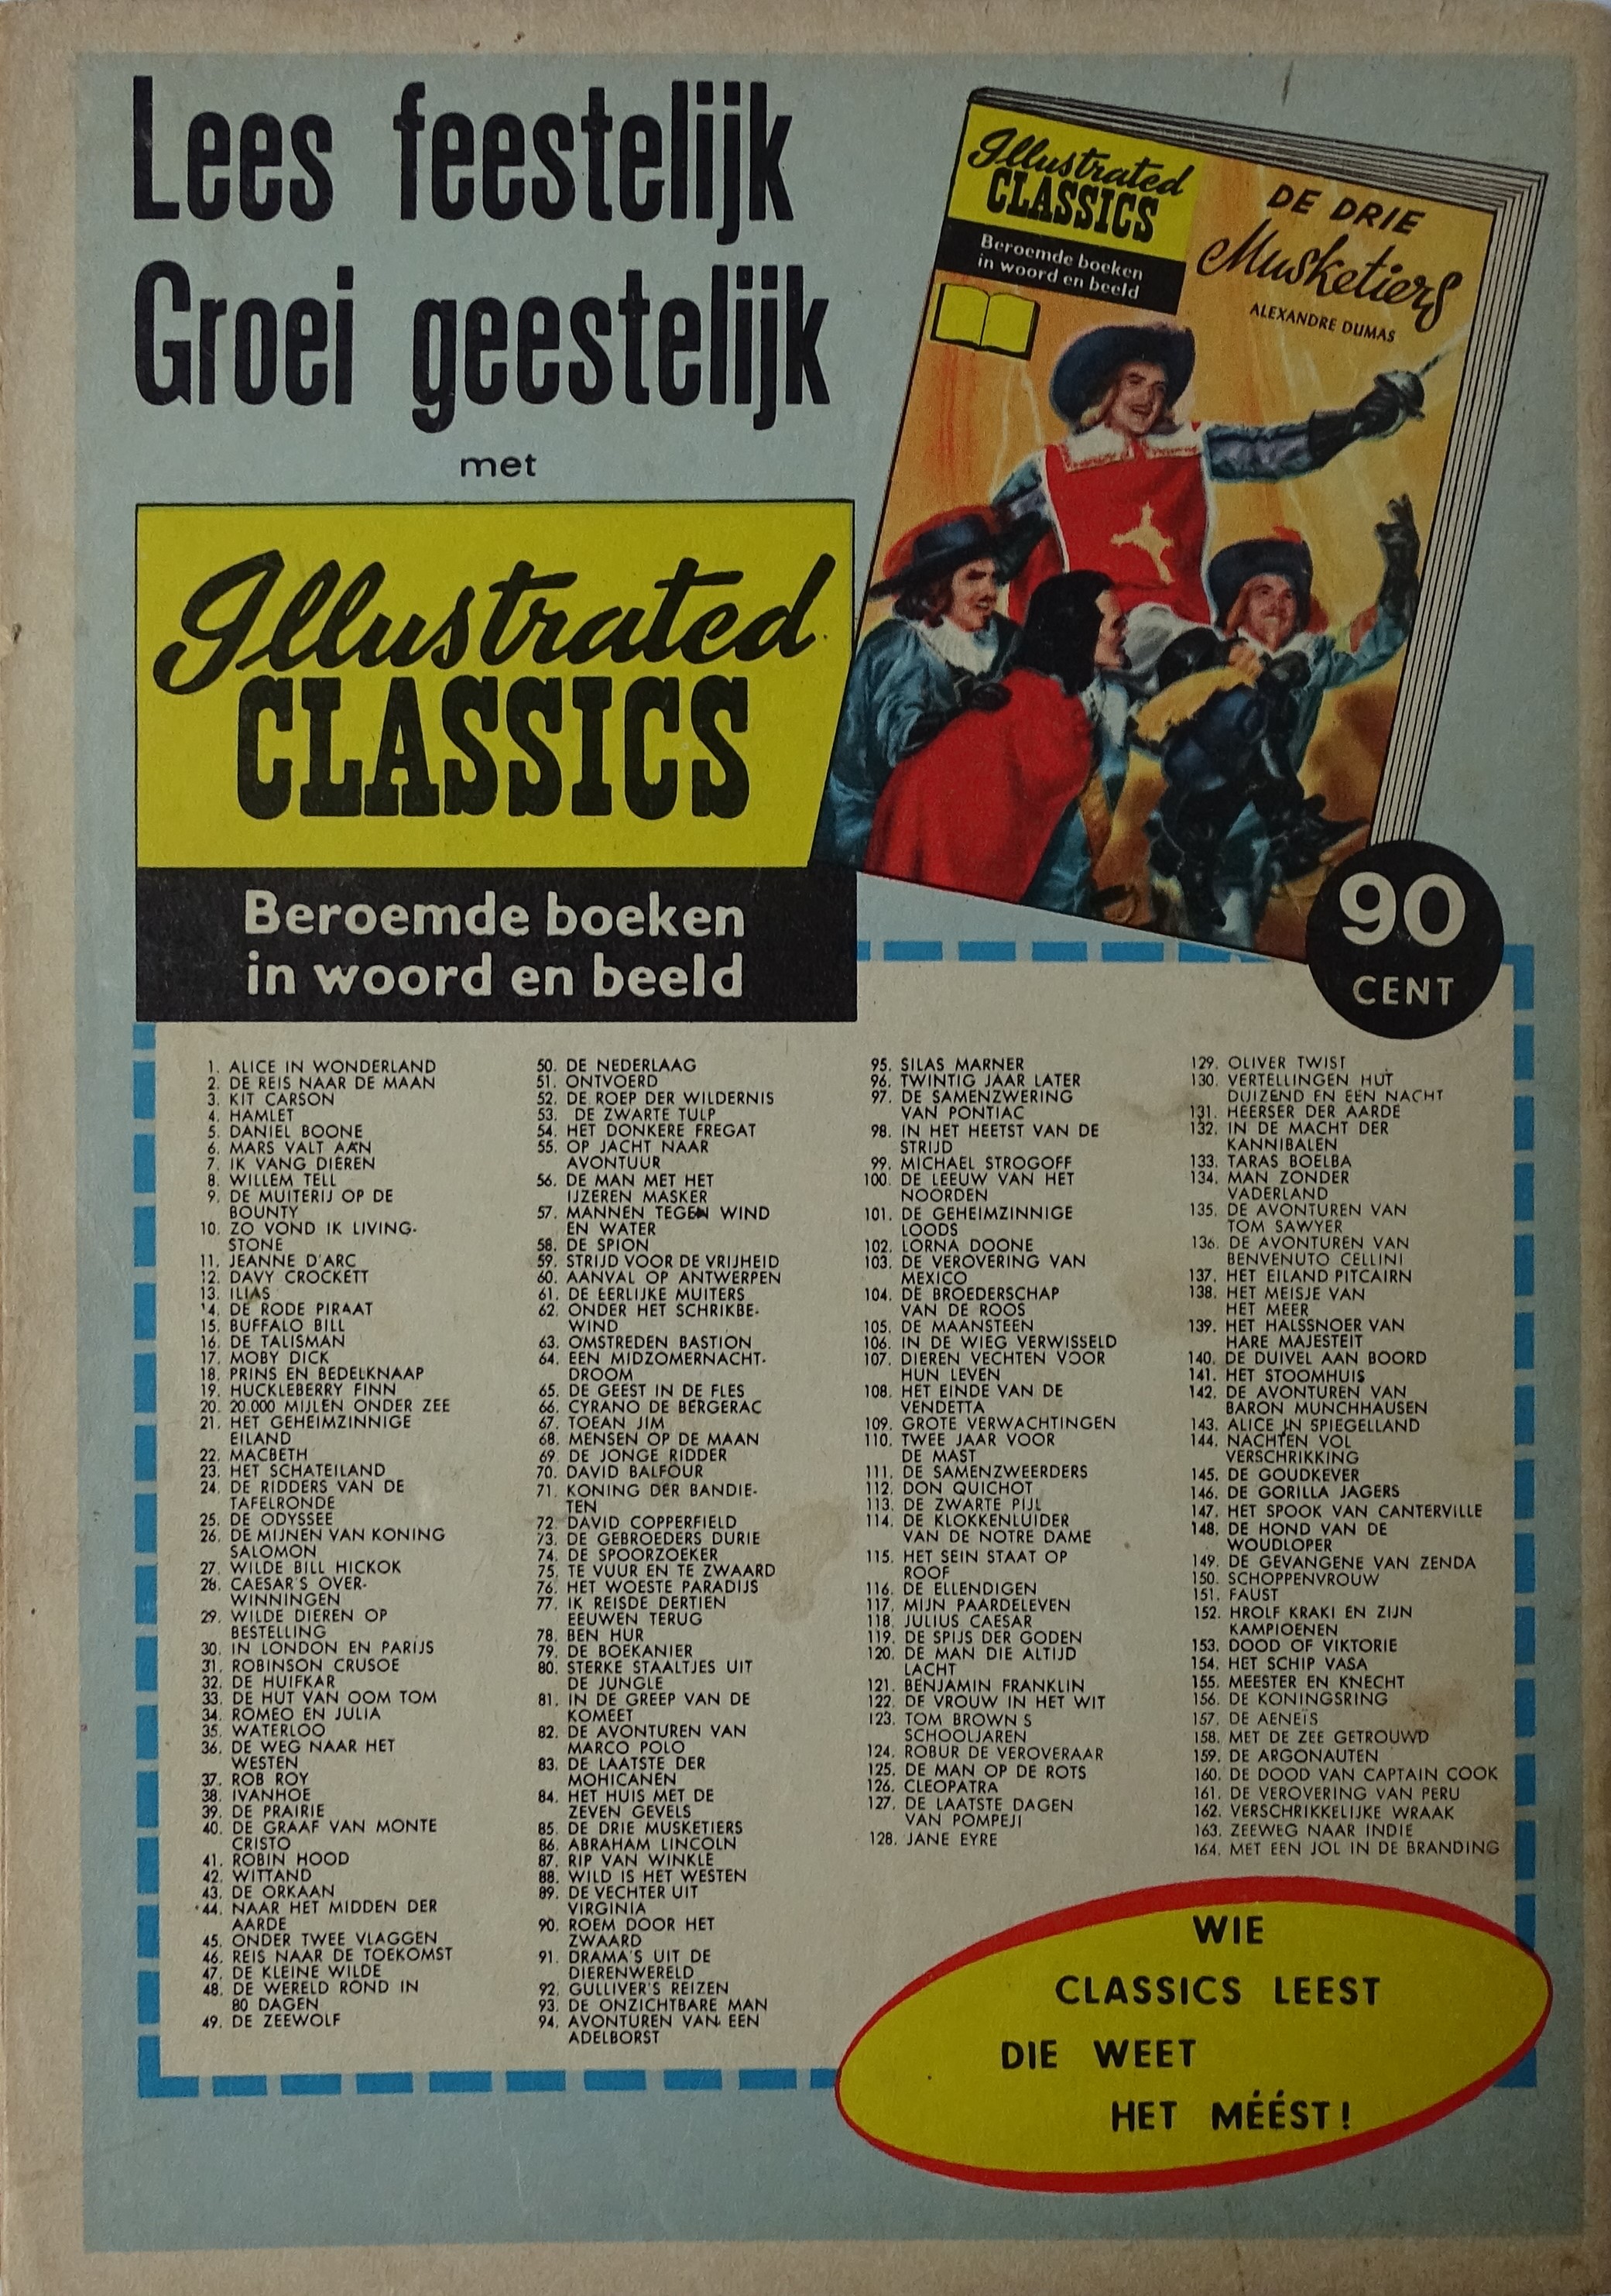 Lees feestelijk
Groei geestelijk
met
Illustrated
CLASSICS
Beroemde boeken
in woord en beeld
Illustrated
CLASSICS
Beroemde boeken
in woord en beeld
DE DRIE
Musketiers
ALEXANDRE DUMAS
90
CENT
1. ALICE IN WONDERLAND
2. DE REIS NAAR DE MAAN
3. KIT CARSON
4. HAMLET
5. DANIEL BOONE
6. MARS VALT AAN
7. IK VANG DIEREN
8. WILLEM TELL
9. DE MUITERIJ OP DE
BOUNTY
10. ZO VOND IK LIVING-
STONE
11. JEANNE D'ARC
12. DAVY CROCKETT
13. ILIAS
14. DE RODE PIRAAT
15. BUFFALO BILL
16. DE TALISMAN
17. MOBY DICK
18. PRINS EN BEDELKNAAP
19. HUCKLEBERRY FINN
20. 20.000 MIJLEN ONDER ZEE
21. HET GEHEIMZINNIGE
EILAND
22. MACBETH
23. HET SCHATEILAND
24. DE RIDDERS VAN DE
TAFELRONDE
25. DE ODYSSEE
26. DE MIJNEN VAN KONING
SALOMON
27. WILDE BILL HICKOK
28. CAESAR'S OVER-
WINNINGEN
29. WILDE DIEREN OP
BESTELLING
30. IN LONDON EN PARIJS
31. ROBINSON CRUSOE
32. DE HUIFKAR
33. DE HUT VAN OOM TOM
34. ROMEO EN JULIA
35. WATERLOO
36. DE WEG NAAR HET
WESTEN
37. ROB ROY
38. IVANHOE
39. DE PRAIRIE
40. DE GRAAF VAN MONTE
CRISTO
41. ROBIN HOOD
42. WITTAND
43. DE ORKAAN
44. NAAR HET MIDDEN DER
AARDE
45. ONDER TWEE VLAGGEN
46. REIS NAAR DE TOEKOMST
47. DE KLEINE WILDE
48. DE WERELD ROND IN
80 DAGEN
49. DE ZEEWOLF
50. DE NEDERLAAG
51. ONTVOERD
52. DE ROEP DER WILDERNIS
53. DE ZWARTE TULP
54. HET DONKERE FREGAT
55. OP JACHT NAAR
AVONTUUR
56. DE MAN MET HET
IJZEREN MASKER
57. MANNEN TEGEN WIND
EN WATER
58. DE SPION
59. STRIJD VOOR DE VRIJHEID
60. AANVAL OP ANTWERPEN
61. DE EERLIJKE MUITERS
62. ONDER HET SCHRIKBE-
WIND
63. OMSTREDEN BASTION
64. EEN MIDZOMERNACHT-
DROOM
65. DE GEEST IN DE FLES
66. CYRANO DE BERGERAC
67. TOEAN JIM
68. MENSEN OP DE MAAN
69. DE JONGE RIDDER
70. DAVID BALFOUR
71. KONING DER BANDIE-
TEN
72. DAVID COPPERFIELD
73. DE GEBROEDERS DURIE
74. DE SPOORZOEKER
75. TE VUUR EN TE ZWAARD
76. HET WOESTE PARADIJS
77. IK REISDE DERTIEN
EEUWEN TERUG
78. BEN HUR
79. DE BOEKANIER
80. STERKE STAALTJES UIT
DE JUNGLE
81. IN DE GREEP VAN DE
KOMEET
82. DE AVONTUREN VAN
MARCO POLO
83. DE LAATSTE DER
MOHICANEN
84. HET HUIS MET DE
ZEVEN GEVELS
85. DE DRIE MUSKETIERS
86. ABRAHAM LINCOLN
87. RIP VAN WINKLE
88. WILD IS HET WESTEN
89. DE VECHTER UIT
VIRGINIA
90. ROEM DOOR HET
ZWAARD
91. DRAMA'S UIT DE
DIERENWERELD
92. GULLIVER'S REIZEN
93. DE ONZICHTBARE MAN
94. AVONTUREN VAN EEN
ADELBORST
95. SILAS MARNER
96. TWINTIG JAAR LATER
97. DE SAMENZWERING
VAN PONTIAC
98. IN HET HEETST VAN DE
STRIJD
99. MICHAEL STROGOFF
100. DE LEEUW VAN HET
NOORDEN
101. DE GEHEIMZINNIGE
LOODS
102. LORNA DOONE
103. DE VEROVERING VAN
MEXICO
104. DE BROEDERSCHAP
VAN DE ROOS
105. DE MAANSTEEN
106. IN DE WIEG VERWISSELD
107. DIEREN VECHTEN VOOR
HUN LEVEN
108. HET EINDE VAN DE
VENDETTA
109. GROTE VERWACHTINGEN
110. TWEE JAAR VOOR
DE MAST
111. DE SAMENZWEERDERS
112. DON QUICHOT
113. DE ZWARTE PIJL
114. DE KLOKKENLUIDER
VAN DE NOTRE DAME
115. HET SEIN STAAT OP
ROOF
116. DE ELLENDIGEN
117. MIJN PAARDELEVEN
118. JULIUS CAESAR
119. DE SPIJS DER GODEN
120. DE MAN DIE ALTIJD
LACHT
121. BENJAMIN FRANKLIN
122. DE VROUW IN HET WIT
123. TOM BROWN S
SCHOOLJAREN
124. ROBUR DE VEROVERAAR
125. DE MAN OP DE ROTS
126. CLEOPATRA
127. DE LAATSTE DAGEN
VAN POMPEJI
128. JANE EYRE
129. OLIVER TWIST
130. VERTELLINGEN HUT
DUIZEND EN EEN NACHT
131. HEERSER DER AARDE
132. IN DE MACHT DER
KANNIBALEN
133. TARAS BOELBA
134. MAN ZONDER
VADERLAND
135. DE AVONTUREN VAN
TOM SAWYER
136. DE AVONTUREN VAN
BENVENUTO CELLINI
137. HET EILAND PITCAIRN
138. HET MEISJE VAN
HET MEER
139. HET HALSSNOER VAN
HARE MAJESTEIT
140. DE DUIVEL AAN BOORD
141. HET STOOMHUIS
142. DE AVONTUREN VAN
BARON MUNCHHAUSEN
143. ALICE IN SPIEGELLAND
144. NACHTEN VOL
VERSCHRIKKING
145. DE GOUDKEVER
146. DE GORILLA JAGERS
147. HET SPOOK VAN CANTERVILLE
148. DE HOND VAN DE
WOUDLOPER
149. DE GEVANGENE VAN ZENDA
150. SCHOPPENVROUW
151. FAUST
152. HROLF KRAKI EN ZIJN
KAMPIOENEN
153. DOOD OF VIKTORIE
154. HET SCHIP VASA
155. MEESTER EN KNECHT
156. DE KONINGSRING
157. DE AENEÏS
158. MET DE ZEE GETROUWD
159. DE ARGONAUTEN
160. DE DOOD VAN CAPTAIN COOK
161. DE VEROVERING VAN PERU
162. VERSCHRIKKELIJKE WRAAK
163. ZEEWEG NAAR INDIE
164. MET EEN JOL IN DE BRANDING
WIE
CLASSICS LEEST
DIE WEET
HET MÉÉST!